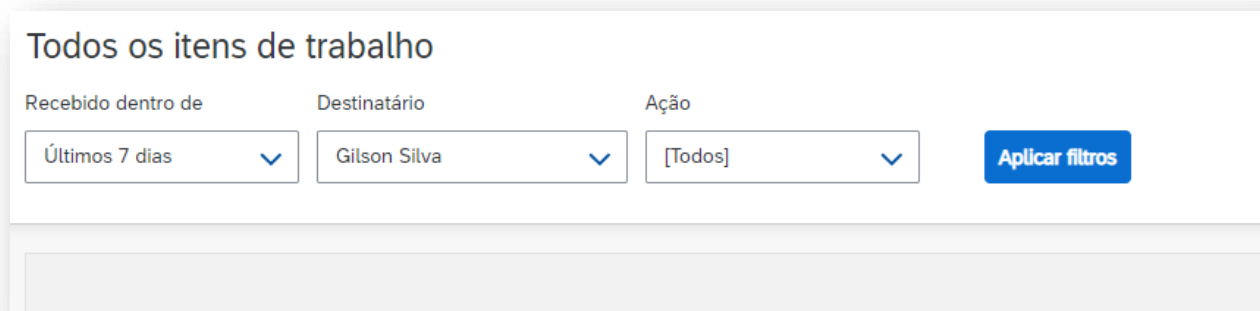 Todos os itens de trabalho
Recebido dentro de Destinatário Ação
Últimos 7 dias Gilson Silva [Todos] Aplicar filtros